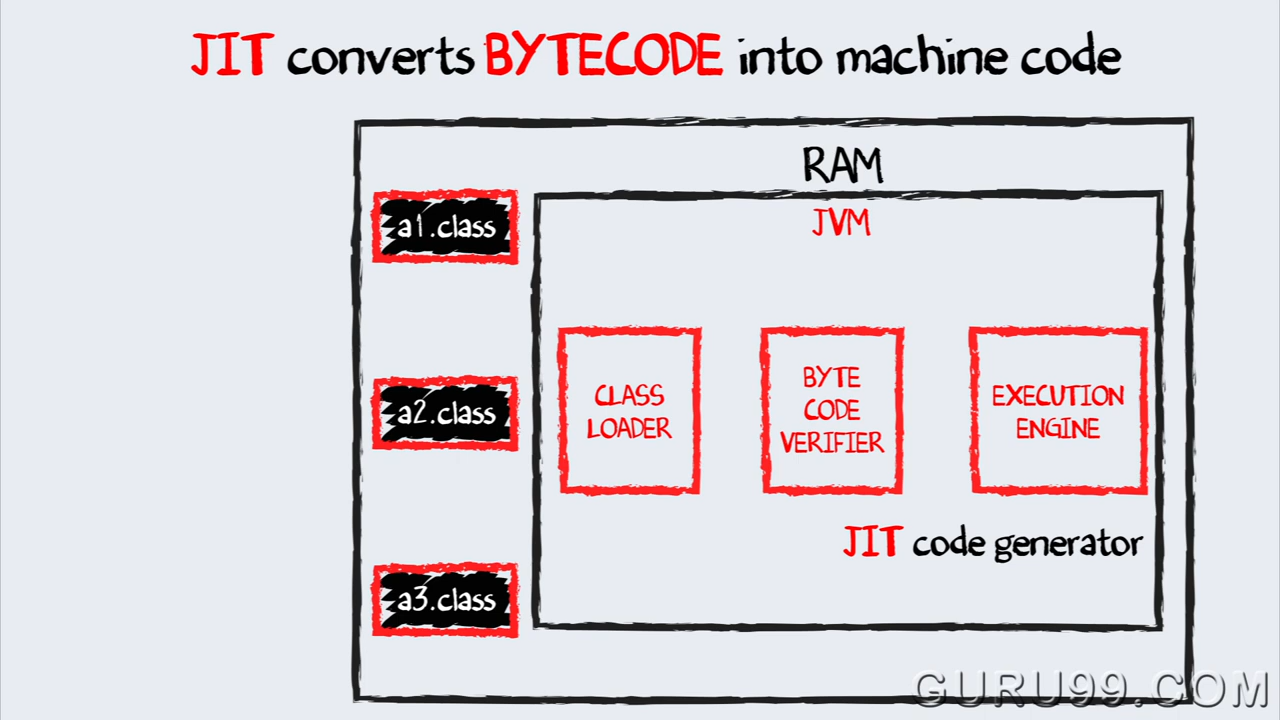 JIT converts BYTECODE into machine code
RAM
JVM
a1.class
a2.class
a3.class
CLASS
LOADER
BYTE
CODE
VERIFIER
EXECUTION
ENGINE
JIT code generator
GURU99.COM